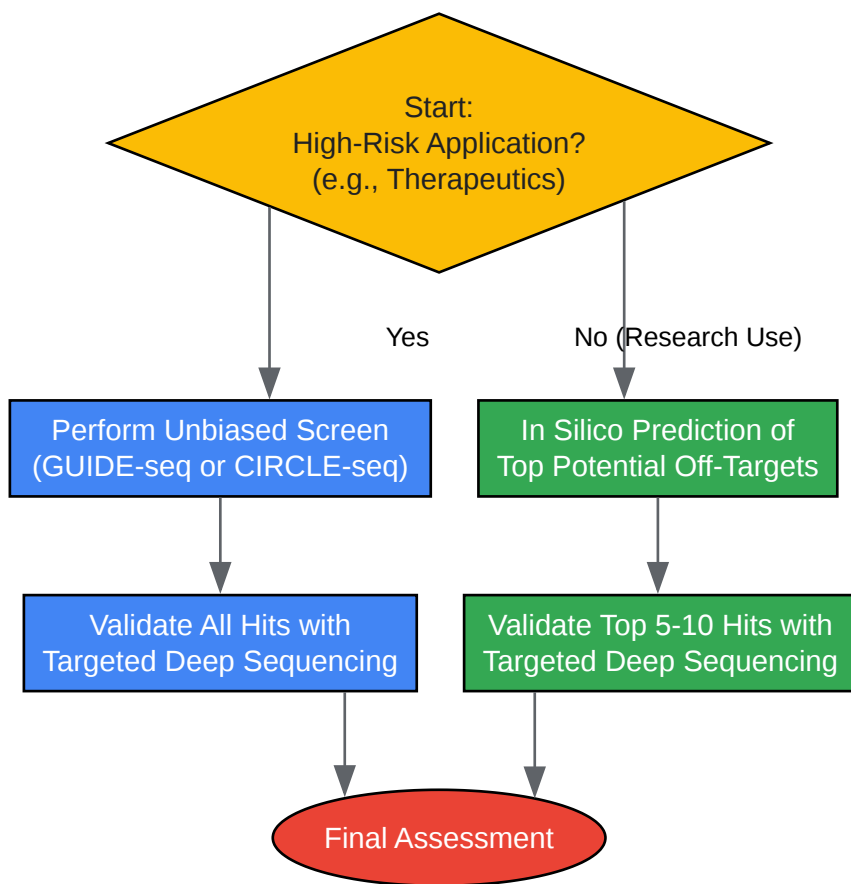 Start:
High-Risk Application?
(e.g., Therapeutics)
Yes
No (Research Use)
Perform Unbiased Screen
(GUIDE-seq or CIRCLE-seq)
In Silico Prediction of
Top Potential Off-Targets
Validate All Hits with
Targeted Deep Sequencing
Validate Top 5-10 Hits with
Targeted Deep Sequencing
Final Assessment